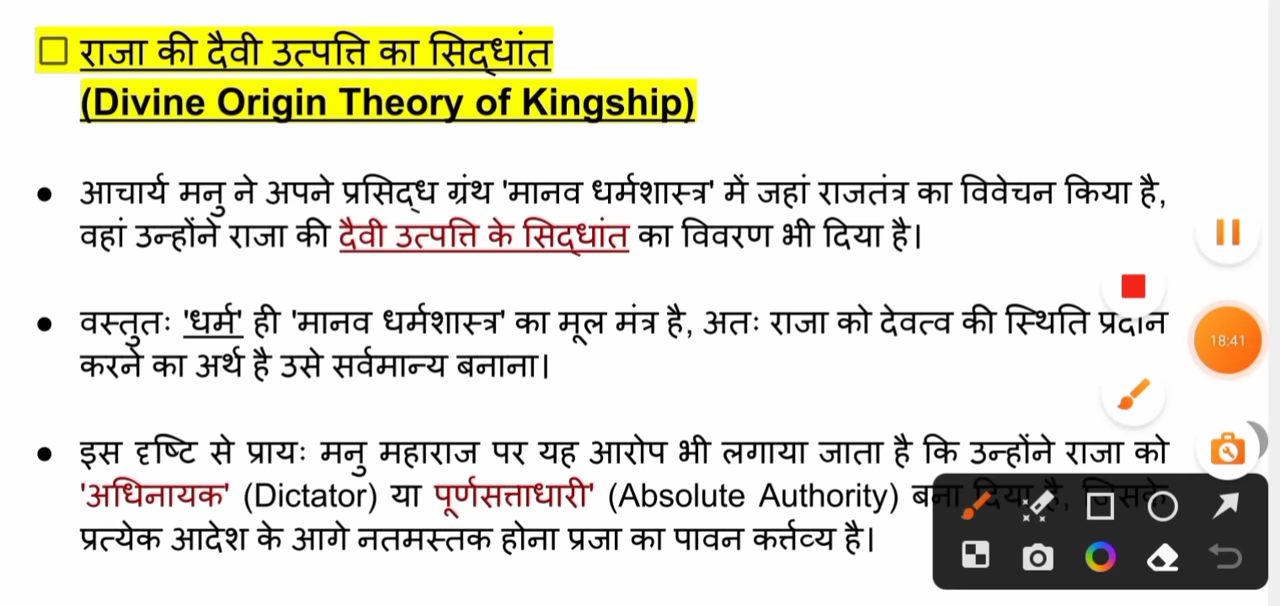 राजा की दैवी उत्पत्ति का सिद्धांत
(Divine Origin Theory of Kingship)
● आचार्य मनु ने अपने प्रसिद्ध ग्रंथ 'मानव धर्मशास्त्र' में जहां राजतंत्र का विवेचन किया है,
वहां उन्होंने राजा की दैवी उत्पत्ति के सिद्धांत का विवरण भी दिया है।
● वस्तुतः 'धर्म' ही 'मानव धर्मशास्त्र' का मूल मंत्र है, अतः राजा को देवत्व की स्थिति प्रदान
करने का अर्थ है उसे सर्वमान्य बनाना।
18:41
● इस दृष्टि से प्रायः मनु महाराज पर यह आरोप भी लगाया जाता है कि उन्होंने राजा को
'अधिनायक' (Dictator) या पूर्णसत्ताधारी' (Absolute Authority) बना दिया है, जिसके
प्रत्येक आदेश के आगे नतमस्तक होना प्रजा का पावन कर्त्तव्य है।